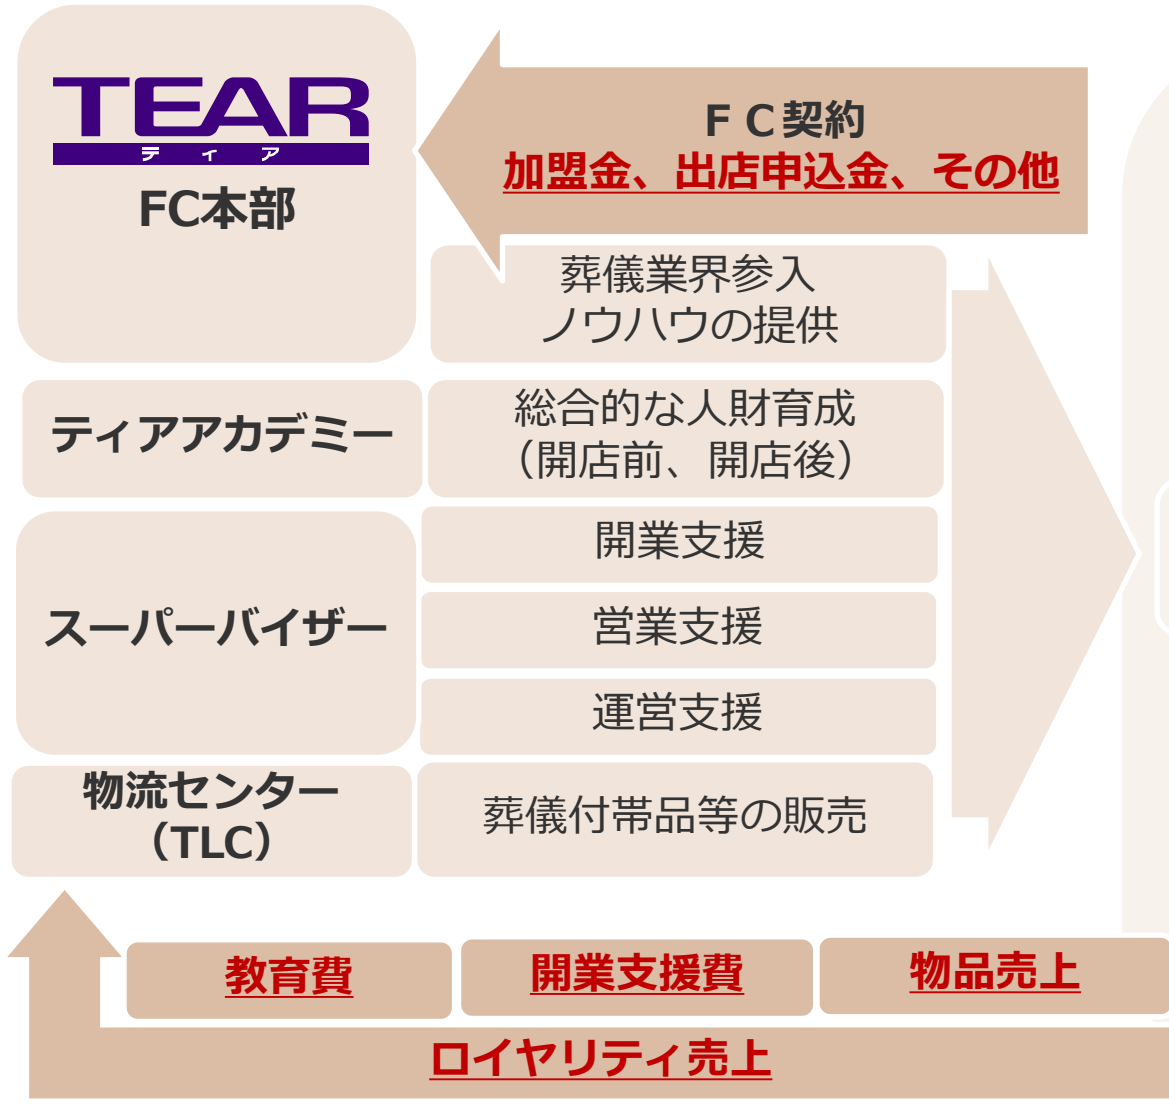 TEAR
ティア
FC本部
ＦＣ契約
加盟金、出店申込金、その他
葬儀業界参入
ノウハウの提供
ティアアカデミー
総合的な人財育成
（開店前、開店後）
スーパーバイザー
開業支援
営業支援
運営支援
物流センター
（TLC）
葬儀付帯品等の販売
教育費
開業支援費
物品売上
ロイヤリティ売上